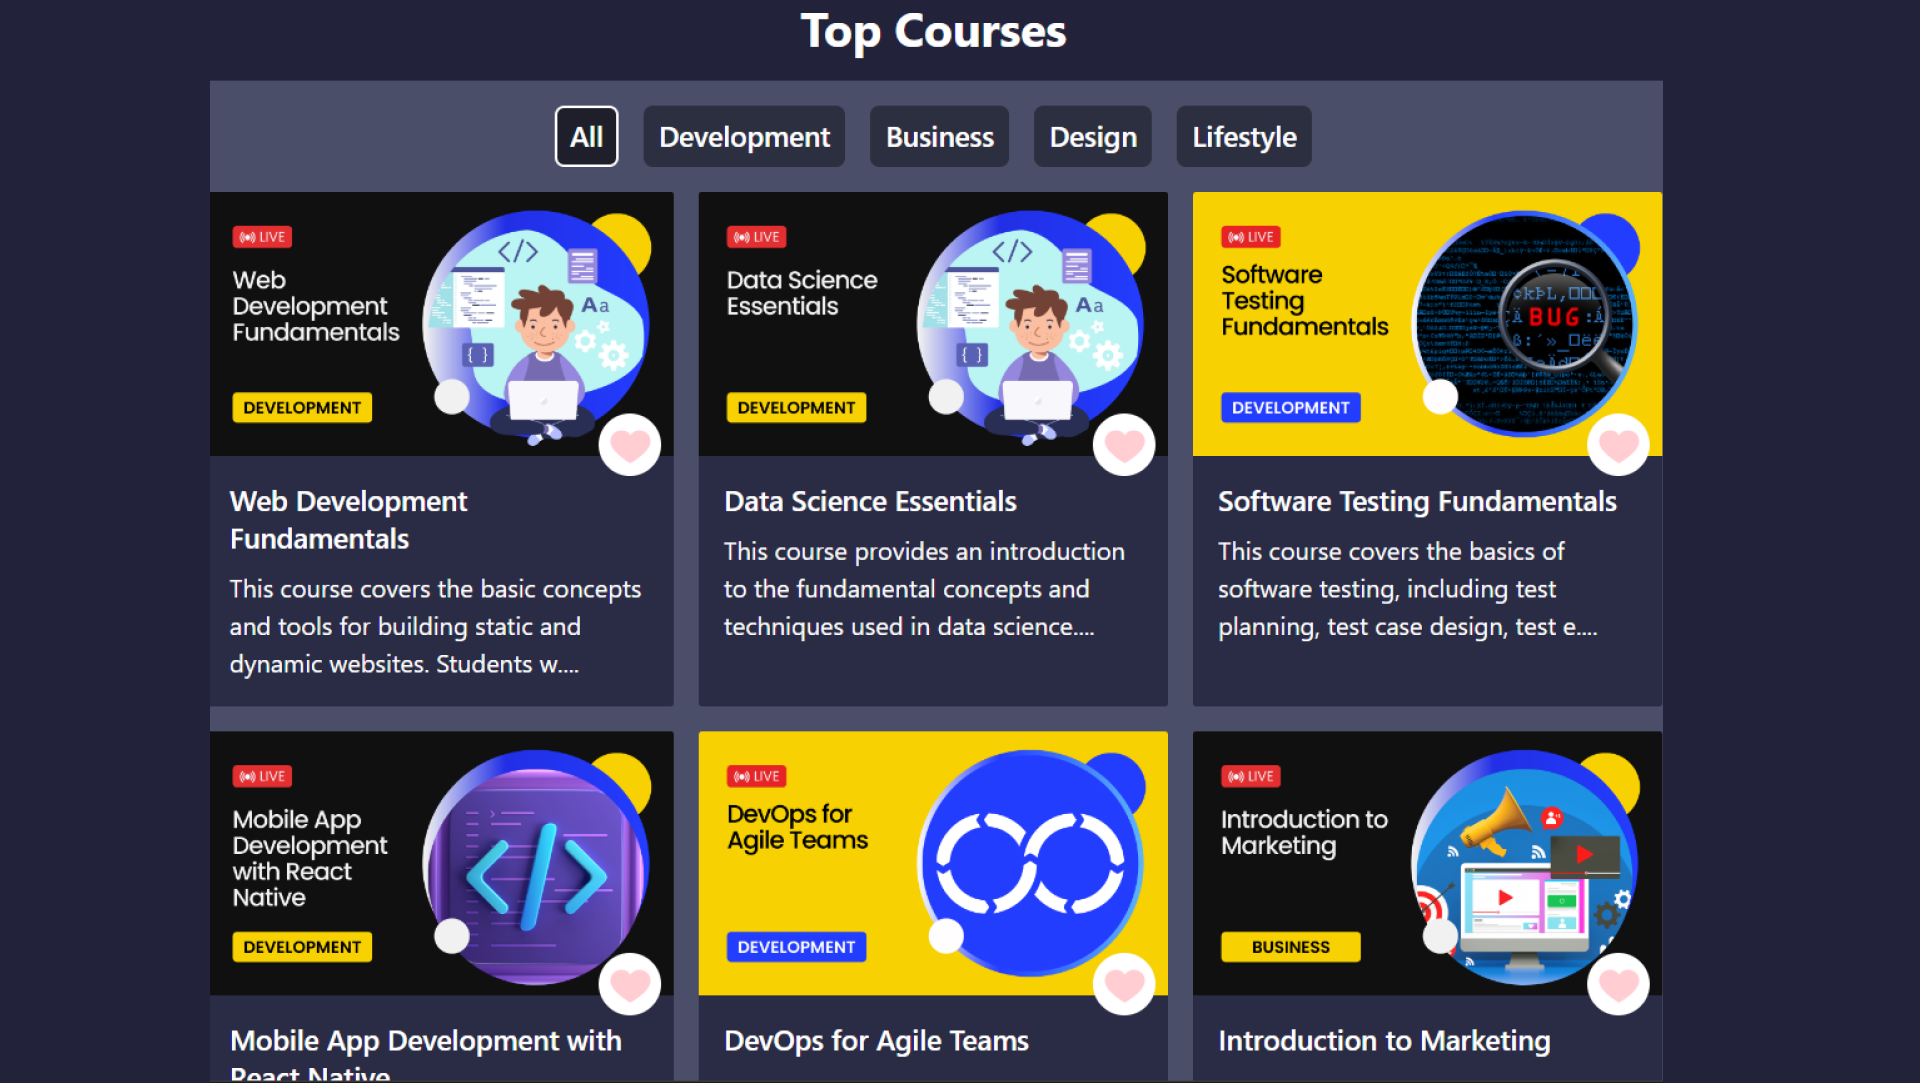 Top Courses
All
Development
Business
Design
Lifestyle
LIVE
Web
Development
Fundamentals
Aa
DEVELOPMENT
Web Development
Fundamentals
This course covers the basic concepts
and tools for building static and
dynamic websites. Students w....
LIVE
Data Science
Essentials
Aa
DEVELOPMENT
Data Science Essentials
This course provides an introduction
to the fundamental concepts and
techniques used in data science....
LIVE
Software
Testing
Fundamentals
BUG
DEVELOPMENT
Software Testing Fundamentals
This course covers the basics of
software testing, including test
planning, test case design, test e....
LIVE
Mobile App
Development
with React
Native
DEVELOPMENT
Mobile App Development with
React Native
LIVE
DevOps for
Agile Teams
DEVELOPMENT
DevOps for Agile Teams
LIVE
Introduction to
Marketing
BUSINESS
Introduction to Marketing